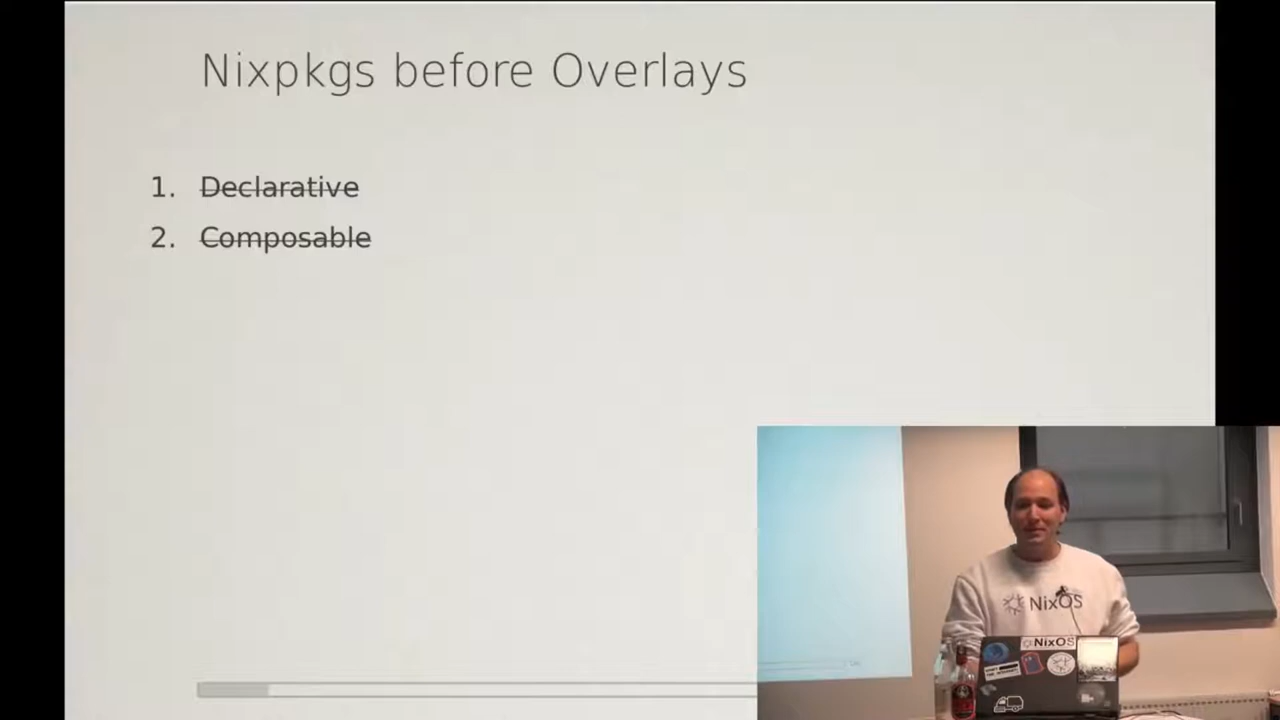 Nixpkgs before Overlays
1. Declarative
2. Composable
NixOS
NixOS